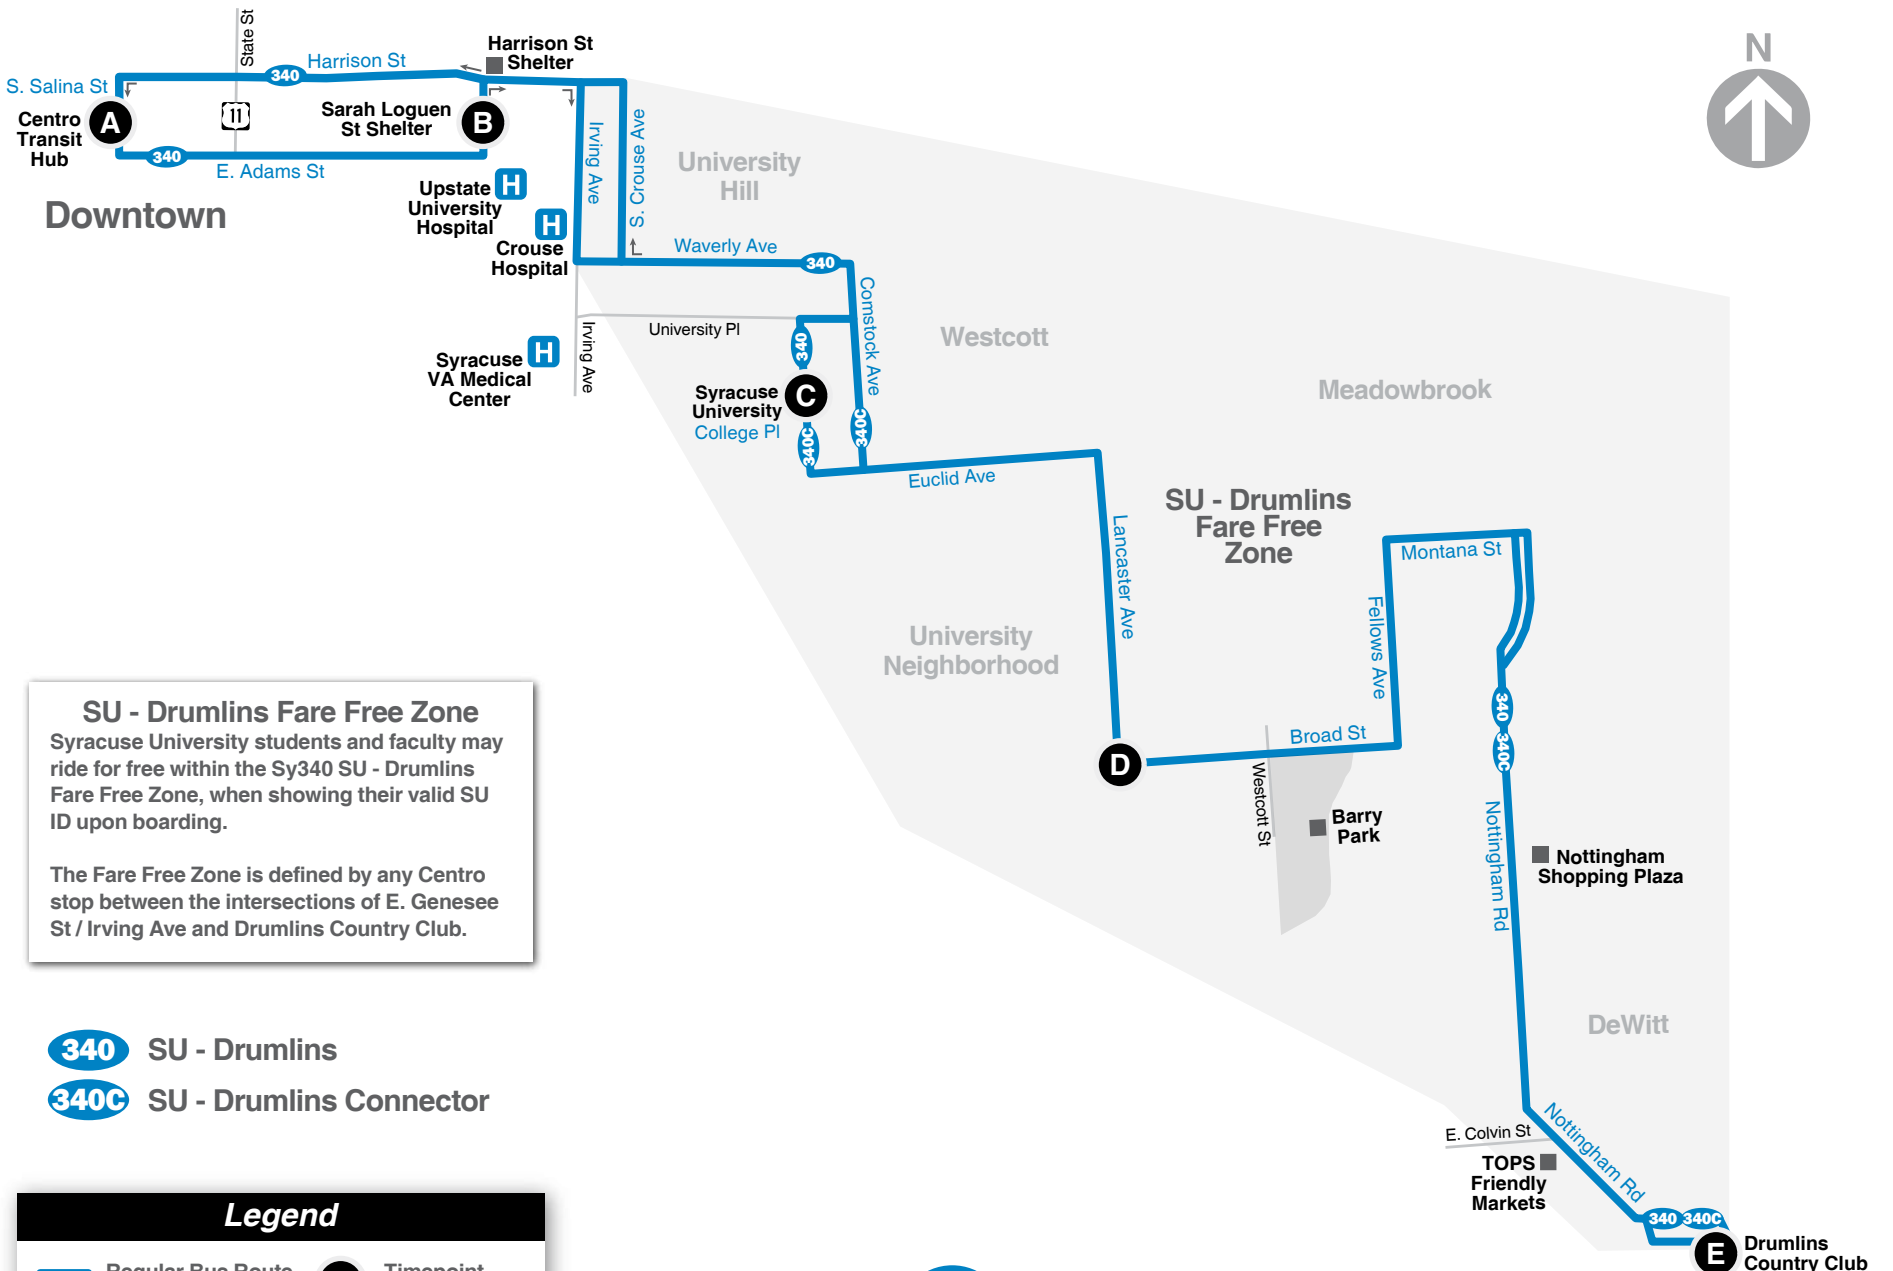 State St
Harrison St
Shelter
Harrison St
340
S. Salina St
11
Centro
Transit
Hub
A
Sarah Loguen
St Shelter
B
340
E. Adams St
Irving Ave
S. Crouse Ave
University
Hill
N
Downtown
Upstate
University
Hospital
H
H
Crouse
Hospital
Waverly Ave
340
Comstock Ave
University Pl
Irving Ave
340
Westcott
Syracuse
VA Medical
Center
H
Syracuse
University
College Pl
C
340C
340C
Meadowbrook
Euclid Ave
SU - Drumlins
Fare Free
Zone
Lancaster Ave
Montana St
Fellows Ave
University
Neighborhood
340
340C
Broad St
D
Westcott St
Barry
Park
Nottingham Rd
Nottingham
Shopping Plaza
SU - Drumlins Fare Free Zone
Syracuse University students and faculty may
ride for free within the Sy340 SU - Drumlins
Fare Free Zone, when showing their valid SU
ID upon boarding.
The Fare Free Zone is defined by any Centro
stop between the intersections of E. Genesee
St / Irving Ave and Drumlins Country Club.
DeWitt
340 SU - Drumlins
340C SU - Drumlins Connector
E. Colvin St
Nottingham Rd
TOPS
Friendly
Markets
340 340C
E
Drumlins
Country Club
Legend
Regular Bus Route
Timepoint